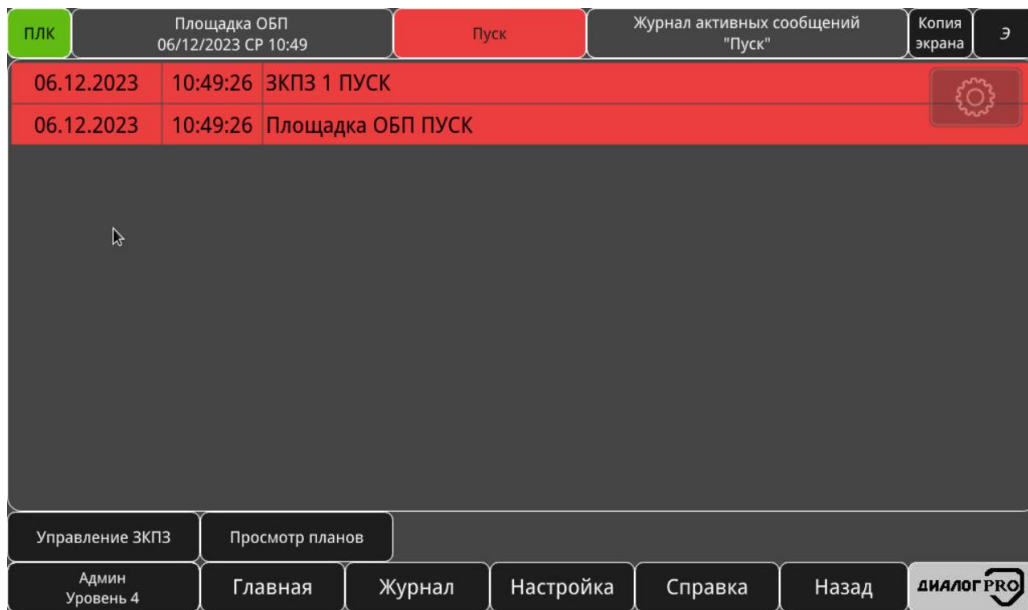 ПЛК
Площадка ОБП
06/12/2023 СР 10:49
Пуск
Журнал активных сообщений
"Пуск"
Копия
экрана
Э
06.12.2023 10:49:26 ЗКПЗ 1 ПУСК
06.12.2023 10:49:26 Площадка ОБП ПУСК
Управление ЗКПЗ
Просмотр планов
Админ
Уровень 4
Главная
Журнал
Настройка
Справка
Назад
ДИАЛОГ PRO